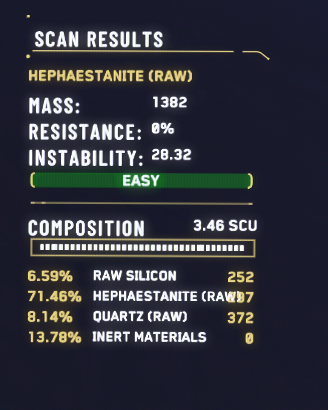 SCAN RESULTS
HEPHAESTANITE (RAW)
MASS: 1382
RESISTANCE: 0%
INSTABILITY: 28.32
EASY
COMPOSITION 3.46 SCU
6.59% RAW SILICON 252
71.46% HEPHAESTANITE (RAW)
8.14% QUARTZ (RAW) 372
13.78% INERT MATERIALS 0